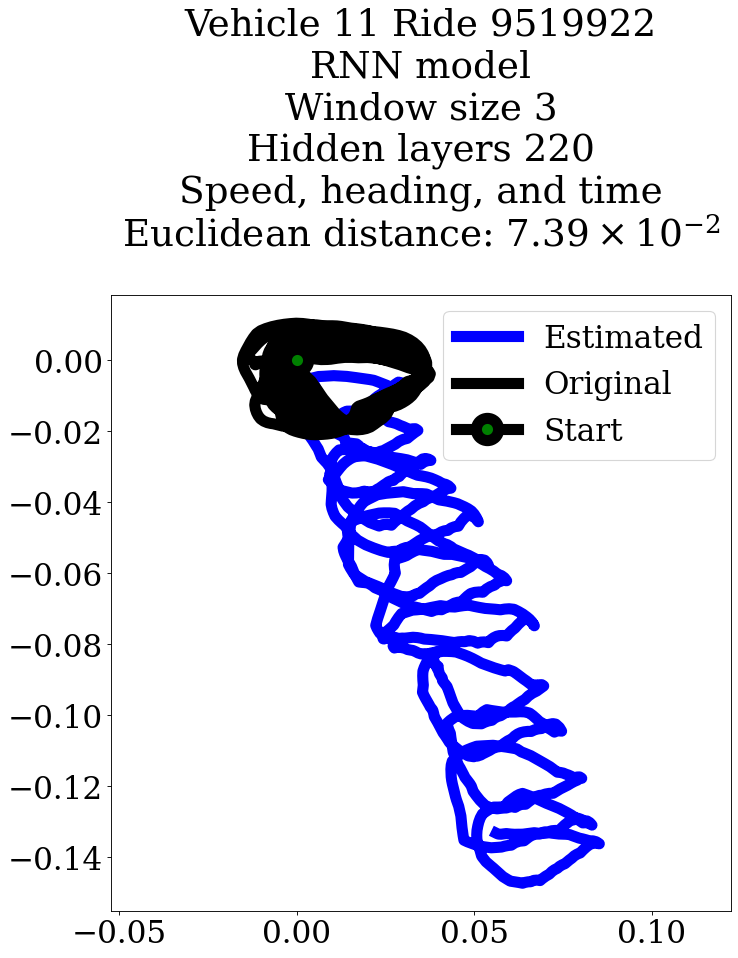 Vehicle 11 Ride 9519922
RNN model
Window size 3
Hidden layers 220
Speed, heading, and time
Euclidean distance: 7.39 × 10⁻²
Estimated
Original
Start
0.00
−0.02
−0.04
−0.06
−0.08
−0.10
−0.12
−0.14
−0.05 0.00 0.05 0.10